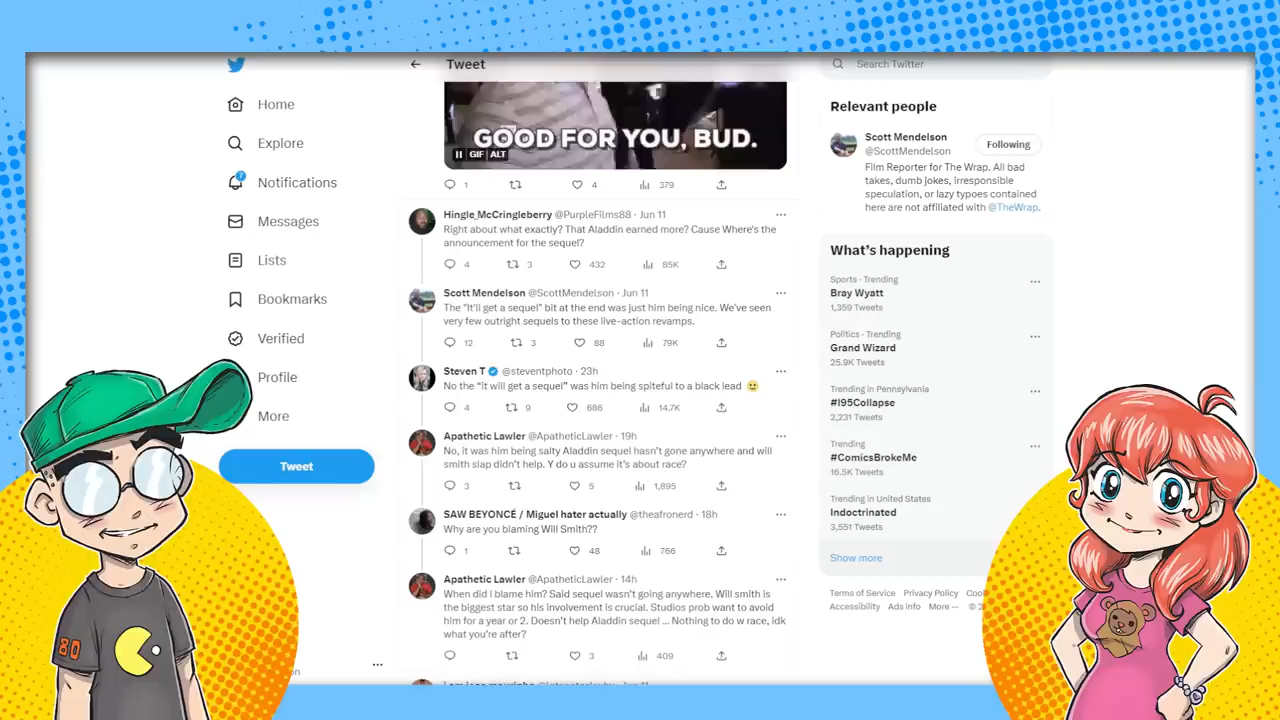 Tweet
Search Twitter
Home
Explore
7
Notifications
Messages
Lists
Bookmarks
Verified
Profile
More
Tweet
GOOD FOR YOU, BUD.
GIF ALT
1 4 379
Hingle_McCringleberry @PurpleFilms88 · Jun 11
Right about what exactly? That Aladdin earned more? Cause Where's the
announcement for the sequel?
4 3 432 85K
Scott Mendelson @ScottMendelson · Jun 11
The "It'll get a sequel" bit at the end was just him being nice. We've seen
very few outright sequels to these live-action revamps.
12 3 88 79K
Steven T @steventphoto · 23h
No the “it will get a sequel” was him being spiteful to a black lead
4 9 686 14.7K
Apathetic Lawler @ApatheticLawler · 19h
No, it was him being salty Aladdin sequel hasn't gone anywhere and will
smith slap didn't help. Y do u assume it's about race?
3 5 1,895
SAW BEYONCÉ / Miguel hater actually @theafronerd · 18h
Why are you blaming Will Smith??
1 48 766
Apathetic Lawler @ApatheticLawler · 14h
When did I blame him? Said sequel wasn't going anywhere. Will smith is
the biggest star so his involvement is crucial. Studios prob want to avoid
him for a year or 2. Doesn't help Aladdin sequel ... Nothing to do w race, idk
what you're after?
3 409
Relevant people
Scott Mendelson
@ScottMendelson
Following
Film Reporter for The Wrap. All bad
takes, dumb jokes, irresponsible
speculation, or lazy typoes contained
here are not affiliated with @TheWrap.
What's happening
Sports · Trending
Bray Wyatt
1,359 Tweets
Politics · Trending
Grand Wizard
25.9K Tweets
Trending in Pennsylvania
#I95Collapse
2,231 Tweets
Trending
#ComicsBrokeMe
16.5K Tweets
Trending in United States
Indoctrinated
3,551 Tweets
Show more
Terms of Service Privacy Policy
Accessibility Ads info More ···
80